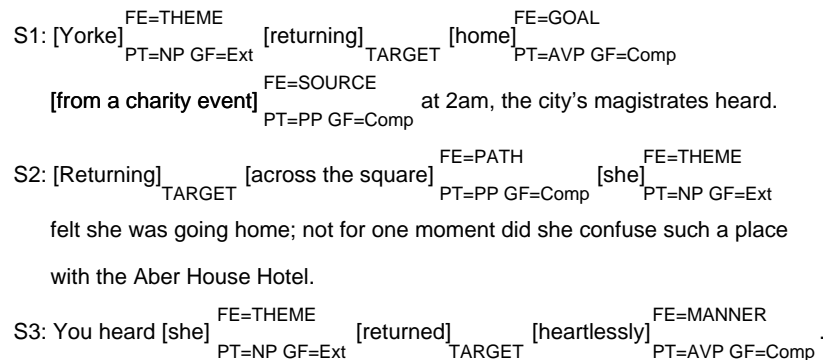 FE=THEME FE=GOAL
S1: [Yorke] [returning] [home]
PT=NP GF=Ext TARGET PT=AVP GF=Comp
FE=SOURCE
[from a charity event] at 2am, the city's magistrates heard.
PT=PP GF=Comp
FE=PATH FE=THEME
S2: [Returning] [across the square] [she]
TARGET PT=PP GF=Comp PT=NP GF=Ext
felt she was going home; not for one moment did she confuse such a place
with the Aber House Hotel.
FE=THEME FE=MANNER
S3: You heard [she] [returned] [heartlessly] .
PT=NP GF=Ext TARGET PT=AVP GF=Comp